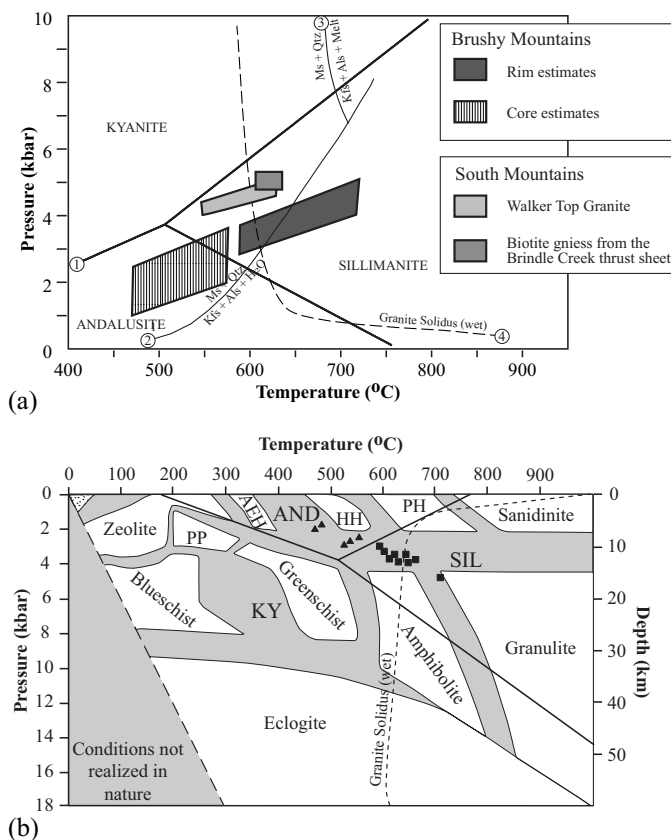 10
8
6
4
2
0
Pressure (kbar)
400
500
600
700
800
900
Temperature (ºC)
KYANITE
ANDALUSITE
SILLIMANITE
1
2
3
4
Ms + Qtz
Kfs + Als + Melt
Ms + Qtz
Kfs + Als + H₂O
Granite Solidus (wet)
Brushy Mountains
Rim estimates
Core estimates
South Mountains
Walker Top Granite
Biotite gniess from the
Brindle Creek thrust sheet
(a)
Temperature (ºC)
0
100
200
300
400
500
600
700
800
900
0
2
4
6
8
10
12
14
16
18
Pressure (kbar)
0
10
20
30
40
50
Depth (km)
Zeolite
PP
AEH
AND
HH
PH
Sanidinite
SIL
Blueschist
KY
Greenschist
Amphibolite
Granulite
Granite Solidus (wet)
Eclogite
Conditions not
realized in
nature
(b)